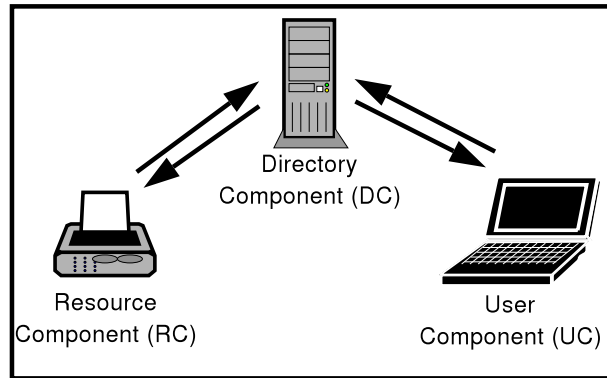 Directory
Component (DC)
Resource
Component (RC)
User
Component (UC)